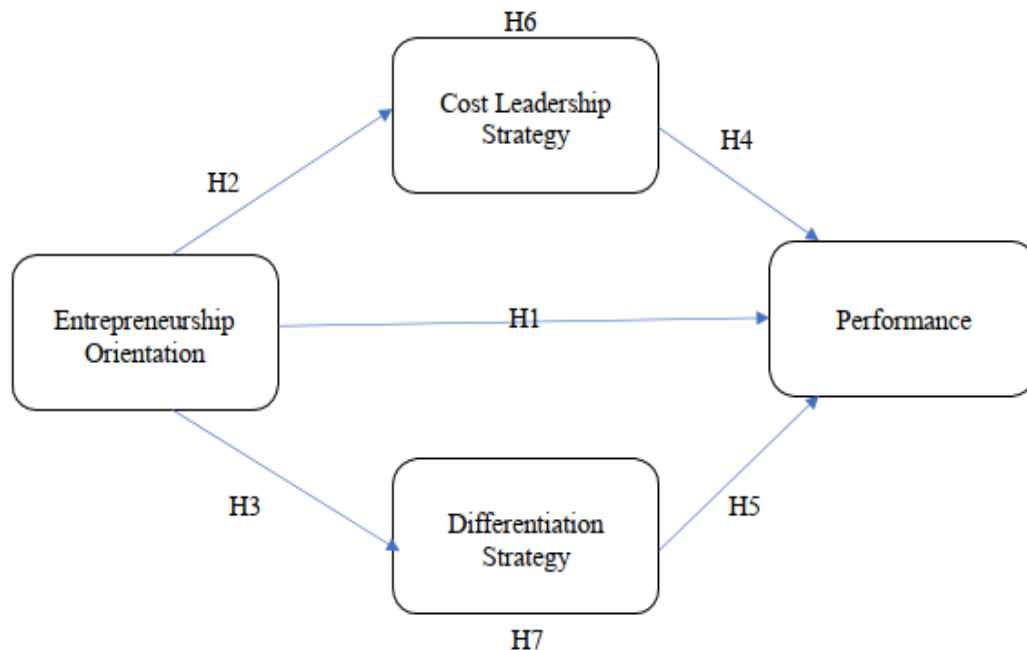 H6
Cost Leadership
Strategy
H4
H2
Entrepreneurship
Orientation
H1
Performance
H3
Differentiation
Strategy
H5
H7